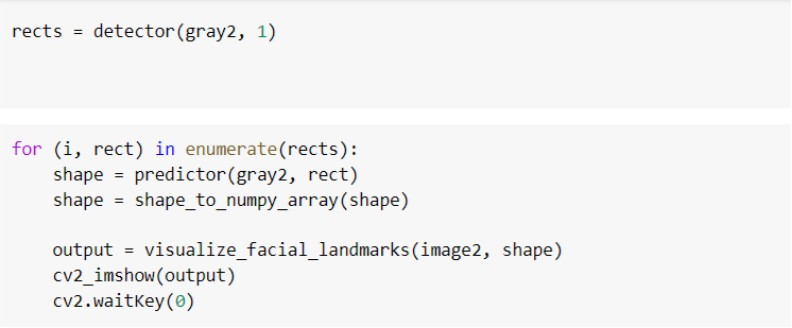 rects = detector(gray2, 1)
for (i, rect) in enumerate(rects):
    shape = predictor(gray2, rect)
    shape = shape_to_numpy_array(shape)
    output = visualize_facial_landmarks(image2, shape)
    cv2_imshow(output)
    cv2.waitKey(0)